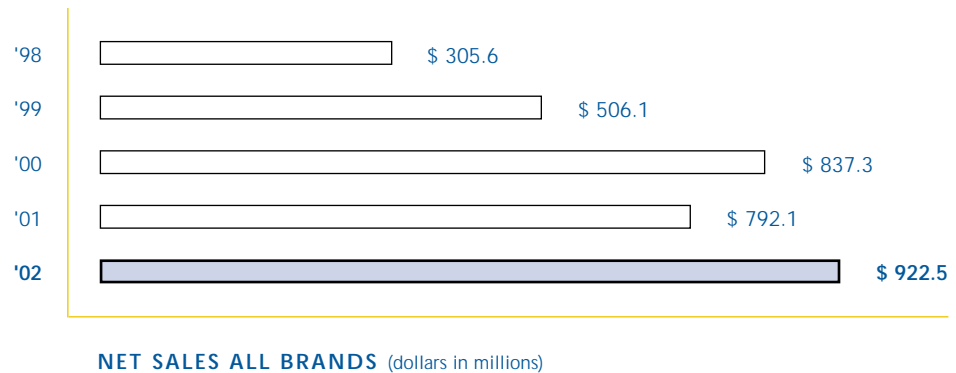 '98 $ 305.6
'99 $ 506.1
'00 $ 837.3
'01 $ 792.1
'02 $ 922.5
NET SALES ALL BRANDS (dollars in millions)